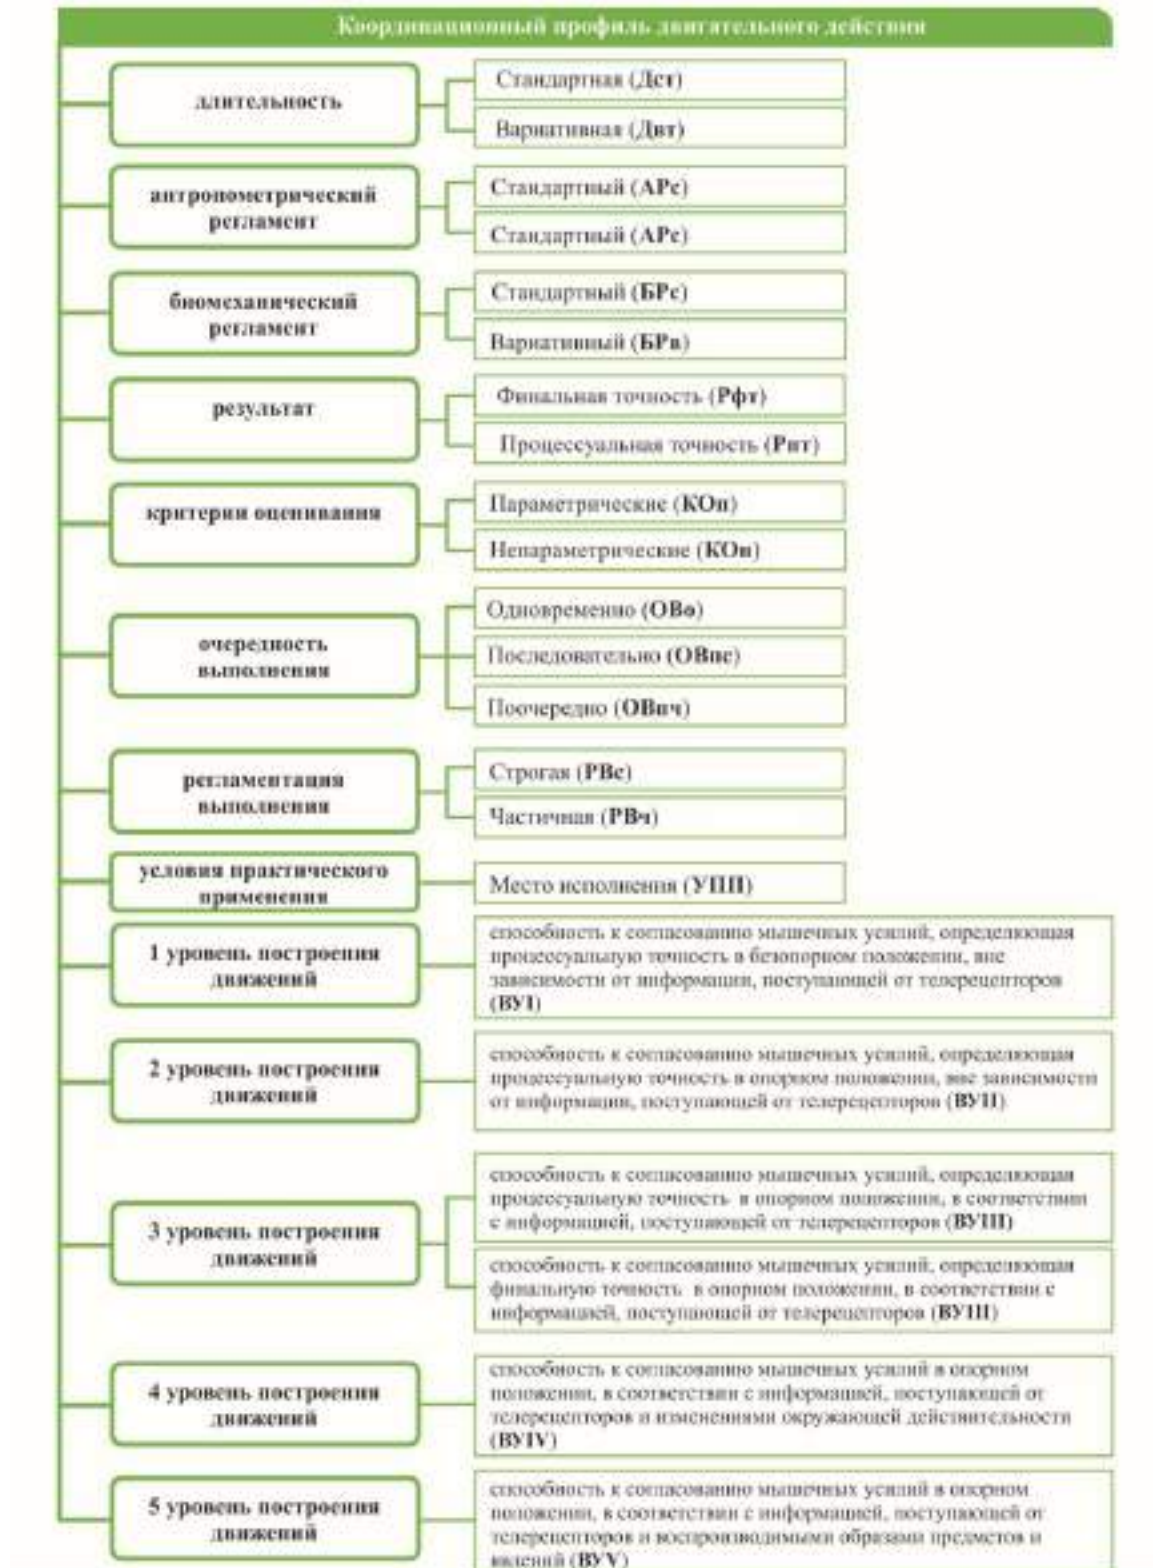 Координационный профиль двигательного действия
длительность
Стандартная (Дст)
Вариативная (Двт)
антропометрический
регламент
Стандартный (АРс)
Стандартный (АРс)
биомеханический
регламент
Стандартный (БРс)
Вариативный (БРв)
результат
Финальная точность (Рфт)
Процессуальная точность (Рпт)
критерии оценивания
Параметрические (КОп)
Непараметрические (КОн)
очередность
выполнения
Одновременно (ОВо)
Последовательно (ОВпс)
Поочередно (ОВпч)
регламентация
выполнения
Строгая (РВс)
Частичная (РВч)
условия практического
применения
Место исполнения (УПП)
1 уровень построения
движений
способность к согласованию мышечных усилий, определяющая
процессуальную точность в безопорном положении, вне
зависимости от информации, поступающей от телерецепторов
(ВУI)
2 уровень построения
движений
способность к согласованию мышечных усилий, определяющая
процессуальную точность в опорном положении, вне зависимости
от информации, поступающей от телерецепторов (ВУII)
3 уровень построения
движений
способность к согласованию мышечных усилий, определяющая
процессуальную точность в опорном положении, в соответствии
с информацией, поступающей от телерецепторов (ВУIII)
способность к согласованию мышечных усилий, определяющая
финальную точность в опорном положении, в соответствии с
информацией, поступающей от телерецепторов (ВУIII)
4 уровень построения
движений
способность к согласованию мышечных усилий в опорном
положении, в соответствии с информацией, поступающей от
телерецепторов и изменениями окружающей действительности
(ВУIV)
5 уровень построения
движений
способность к согласованию мышечных усилий в опорном
положении, в соответствии с информацией, поступающей от
телерецепторов и воспроизводимыми образами предметов и
явлений (ВУV)